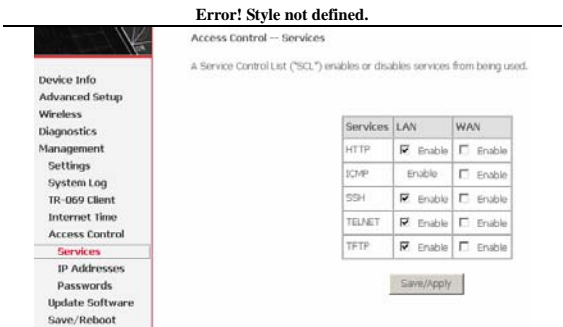 Error! Style not defined.
Access Control -- Services
A Service Control List ("SCL") enables or disables services from being used.
Device Info
Advanced Setup
Wireless
Diagnostics
Management
Settings
System Log
TR-069 Client
Internet Time
Access Control
Services
IP Addresses
Passwords
Update Software
Save/Reboot
Services LAN WAN
HTTP Enable Enable
ICMP Enable Enable
SSH Enable Enable
TELNET Enable Enable
TFTP Enable Enable
Save/Apply